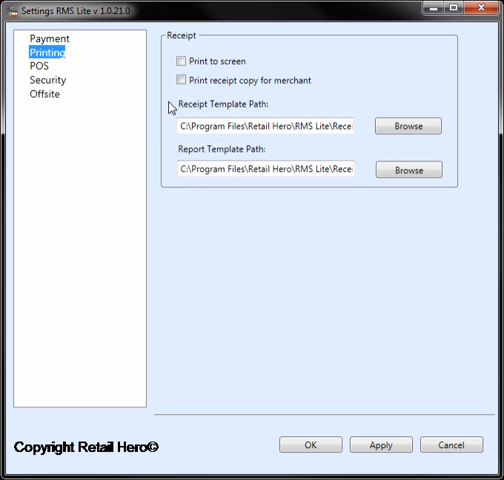 Settings RMS Lite v 1.0.21.0
Payment
Printing
POS
Security
Offsite
Receipt
Print to screen
Print receipt copy for merchant
Receipt Template Path:
C:\Program Files\Retail Hero\RMS Lite\Rece
Browse
Report Template Path:
C:\Program Files\Retail Hero\RMS Lite\Rece
Browse
Copyright Retail Hero©
OK
Apply
Cancel